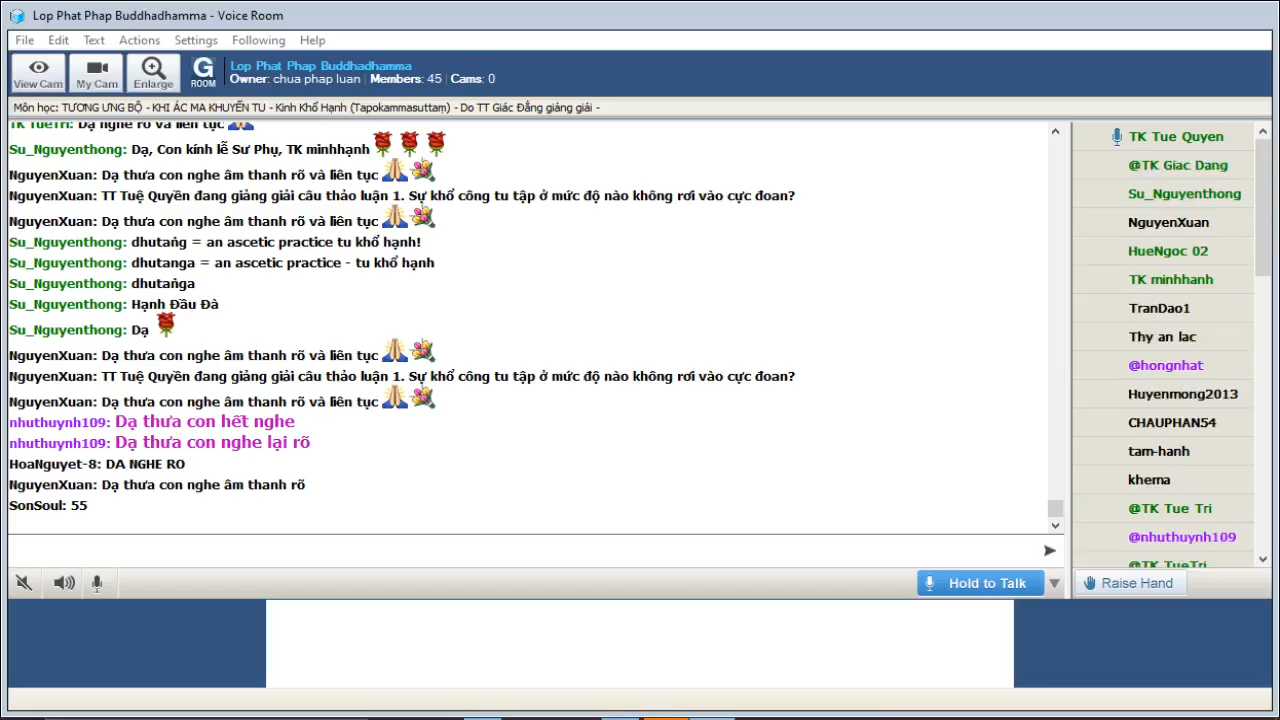 Lop Phat Phap Buddhadhamma - Voice Room
File Edit Text Actions Settings Following Help
View Cam My Cam Enlarge G ROOM
Lop Phat Phap Buddhadhamma
Owner: chua phap luan | Members: 45 | Cams: 0
Môn học: TƯƠNG ƯNG BỘ - KHI ÁC MA KHUYẾN TU - Kinh Khổ Hạnh (Tapokammasuttaṃ) - Do TT Giác Đẳng giảng giải -
TK TueTri: Dạ nghe rõ và liên tục
Su_Nguyenthong: Dạ, Con kính lễ Sư Phụ, TK minhhạnh
NguyenXuan: Dạ thưa con nghe âm thanh rõ và liên tục
NguyenXuan: TT Tuệ Quyền đang giảng giải câu thảo luận 1. Sự khổ công tu tập ở mức độ nào không rơi vào cực đoan?
NguyenXuan: Dạ thưa con nghe âm thanh rõ và liên tục
Su_Nguyenthong: dhutaṅg = an ascetic practice tu khổ hạnh!
Su_Nguyenthong: dhutanga = an ascetic practice - tu khổ hạnh
Su_Nguyenthong: dhutaṅga
Su_Nguyenthong: Hạnh Đầu Đà
Su_Nguyenthong: Dạ
NguyenXuan: Dạ thưa con nghe âm thanh rõ và liên tục
NguyenXuan: TT Tuệ Quyền đang giảng giải câu thảo luận 1. Sự khổ công tu tập ở mức độ nào không rơi vào cực đoan?
NguyenXuan: Dạ thưa con nghe âm thanh rõ và liên tục
nhuthuynh109: Dạ thưa con hết nghe
nhuthuynh109: Dạ thưa con nghe lại rõ
HoaNguyet-8: DA NGHE RO
NguyenXuan: Dạ thưa con nghe âm thanh rõ
SonSoul: 55
TK Tue Quyen
@TK Giac Dang
Su_Nguyenthong
NguyenXuan
HueNgoc 02
TK minhhanh
TranDao1
Thy an lac
@hongnhat
Huyenmong2013
CHAUPHAN54
tam-hanh
khema
@TK Tue Tri
@nhuthuynh109
@TK TueTri
Hold to Talk
Raise Hand